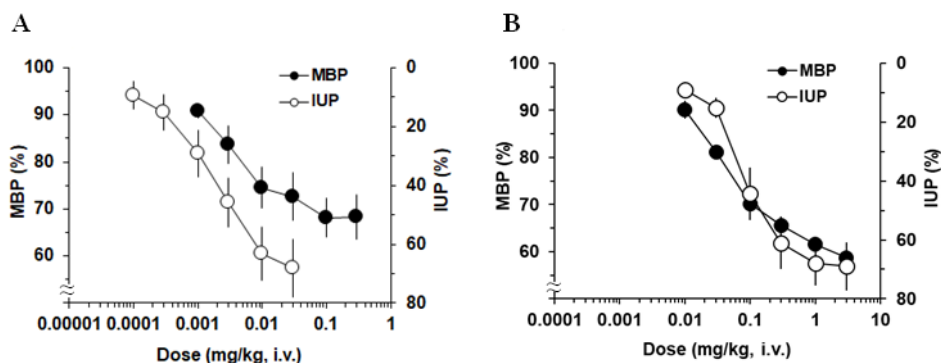 A
MBP
IUP
100
90
80
70
60
MBP (%)
0
20
40
60
80
IUP (%)
0.00001 0.0001 0.001 0.01 0.1 1
Dose (mg/kg, i.v.)
B
MBP
IUP
100
90
80
70
60
MBP (%)
0
20
40
60
80
IUP (%)
0.0001 0.001 0.01 0.1 1 10
Dose (mg/kg, i.v.)